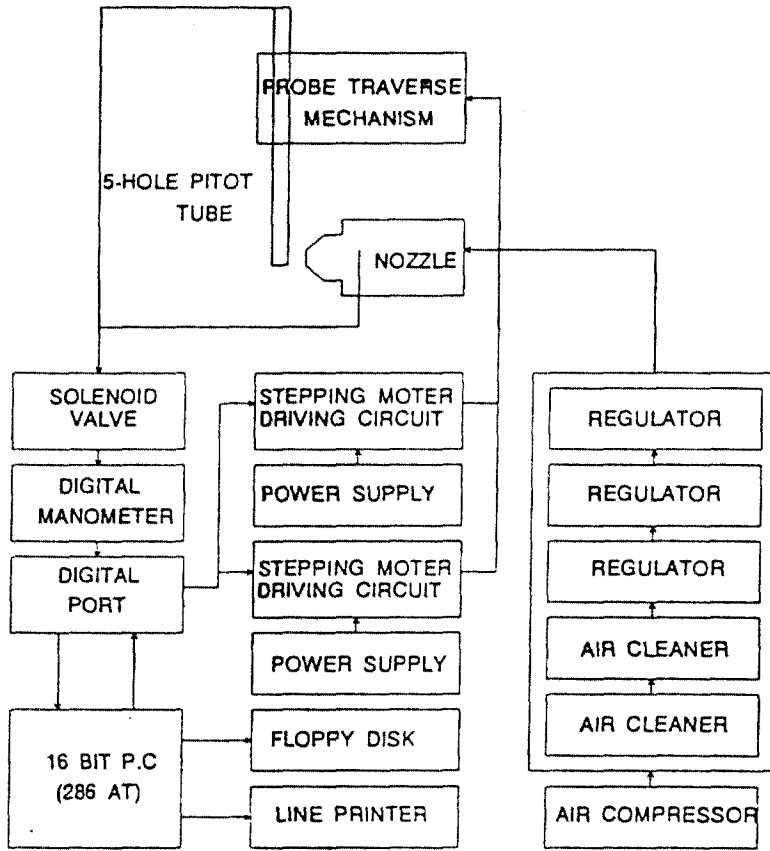 PROBE TRAVERSE
MECHANISM
5-HOLE PITOT
TUBE
NOZZLE
SOLENOID
VALVE
STEPPING MOTER
DRIVING CIRCUIT
REGULATOR
DIGITAL
MANOMETER
POWER SUPPLY
REGULATOR
DIGITAL
PORT
STEPPING MOTER
DRIVING CIRCUIT
REGULATOR
POWER SUPPLY
AIR CLEANER
16 BIT P.C
(286 AT)
FLOPPY DISK
AIR CLEANER
LINE PRINTER
AIR COMPRESSOR